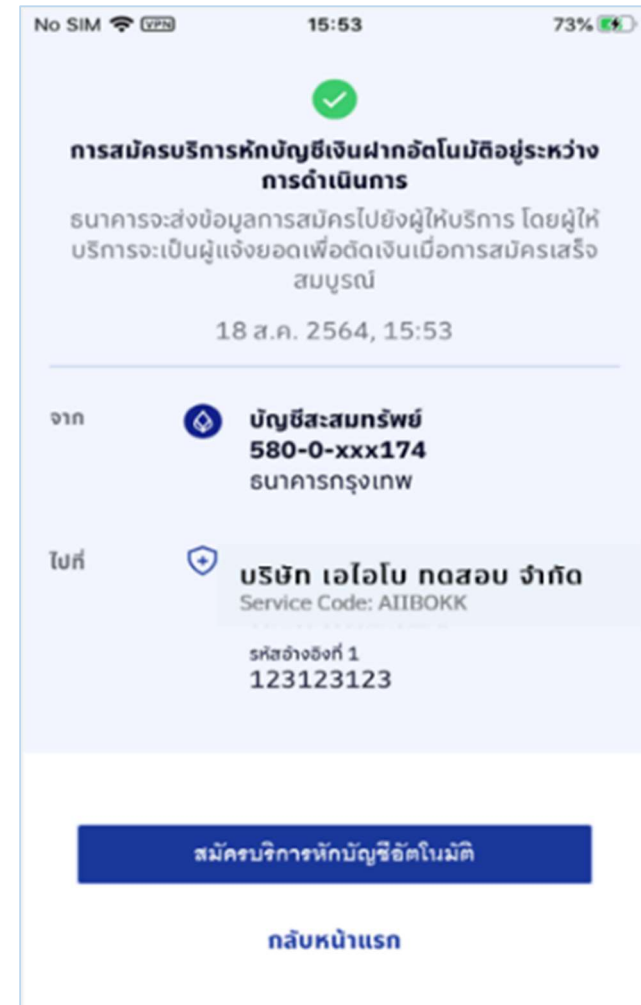 No SIM VPN 15:53 73%
การสมัครบริการหักบัญชีเงินฝากอัตโนมัติอยู่ระหว่าง
การดำเนินการ
ธนาคารจะส่งข้อมูลการสมัครไปยังผู้ให้บริการ โดยผู้ให้
บริการจะเป็นผู้แจ้งยอดเพื่อตัดเงินเมื่อการสมัครเสร็จ
สมบูรณ์
18 ส.ค. 2564, 15:53
จาก
บัญชีสะสมทรัพย์
580-0-xxx174
ธนาคารกรุงเทพ
ไปที่
บริษัท เอไอโบ ทดสอบ จำกัด
Service Code: AIIBOKK
รหัสอ้างอิงที่ 1
123123123
สมัครบริการหักบัญชีอัตโนมัติ
กลับหน้าแรก